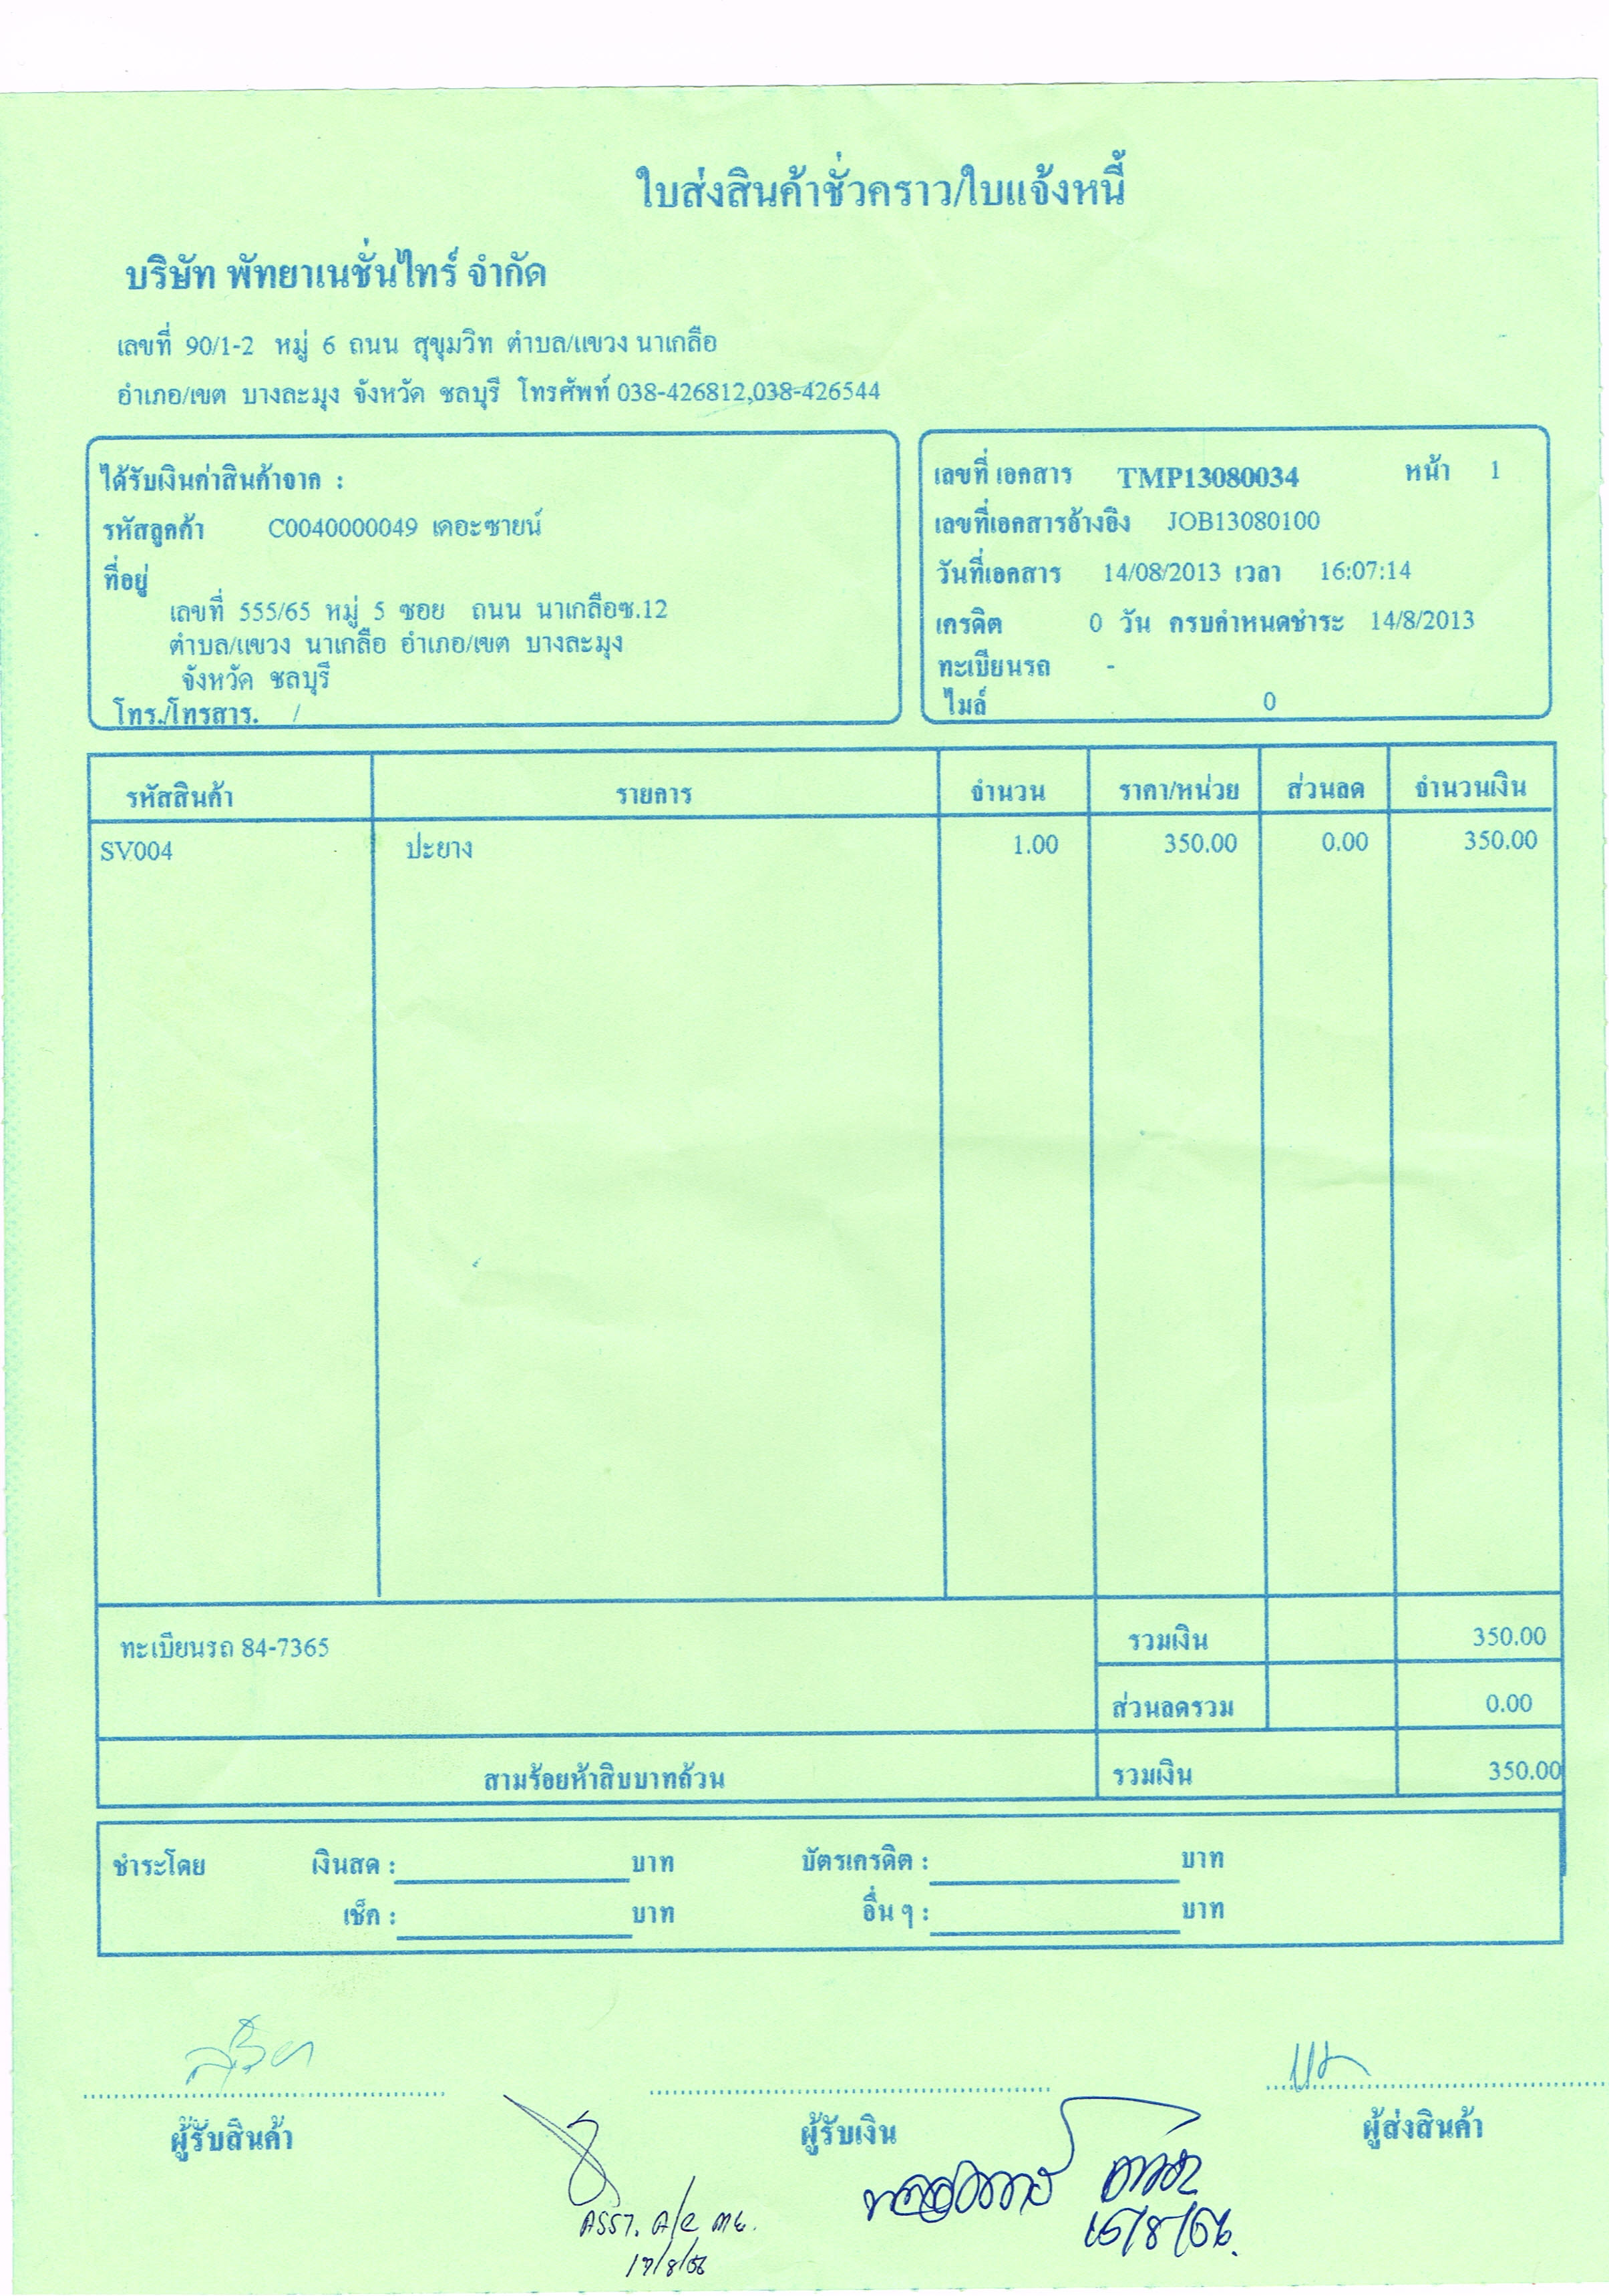 ใบส่งสินค้าชั่วคราว/ใบแจ้งหนี้
บริษัท พัทยาเนชั่นไทร์ จำกัด
เลขที่ 90/1-2 หมู่ 6 ถนน สุขุมวิท ตำบล/แขวง นาเกลือ
อำเภอ/เขต บางละมุง จังหวัด ชลบุรี โทรศัพท์ 038-426812,038-426544
ได้รับเงินค่าสินค้าจาก :
รหัสลูกค้า C0040000049 เดอะซายน์
ที่อยู่
เลขที่ 555/65 หมู่ 5 ซอย ถนน นาเกลือซ.12
ตำบล/แขวง นาเกลือ อำเภอ/เขต บางละมุง
จังหวัด ชลบุรี
โทร./โทรสาร. /
เลขที่ เอกสาร TMP13080034 หน้า 1
เลขที่เอกสารอ้างอิง JOB13080100
วันที่เอกสาร 14/08/2013 เวลา 16:07:14
เครดิต 0 วัน ครบกำหนดชำระ 14/8/2013
ทะเบียนรถ -
ไมล์ 0
รหัสสินค้า รายการ จำนวน ราคา/หน่วย ส่วนลด จำนวนเงิน
SV004 ปะยาง 1.00 350.00 0.00 350.00
ทะเบียนรถ 84-7365 รวมเงิน 350.00
ส่วนลดรวม 0.00
สามร้อยห้าสิบบาทถ้วน รวมเงิน 350.00
ชำระโดย เงินสด : บาท บัตรเครดิต : บาท
เช็ค : บาท อื่น ๆ : บาท
ผู้รับสินค้า ผู้รับเงิน ผู้ส่งสินค้า